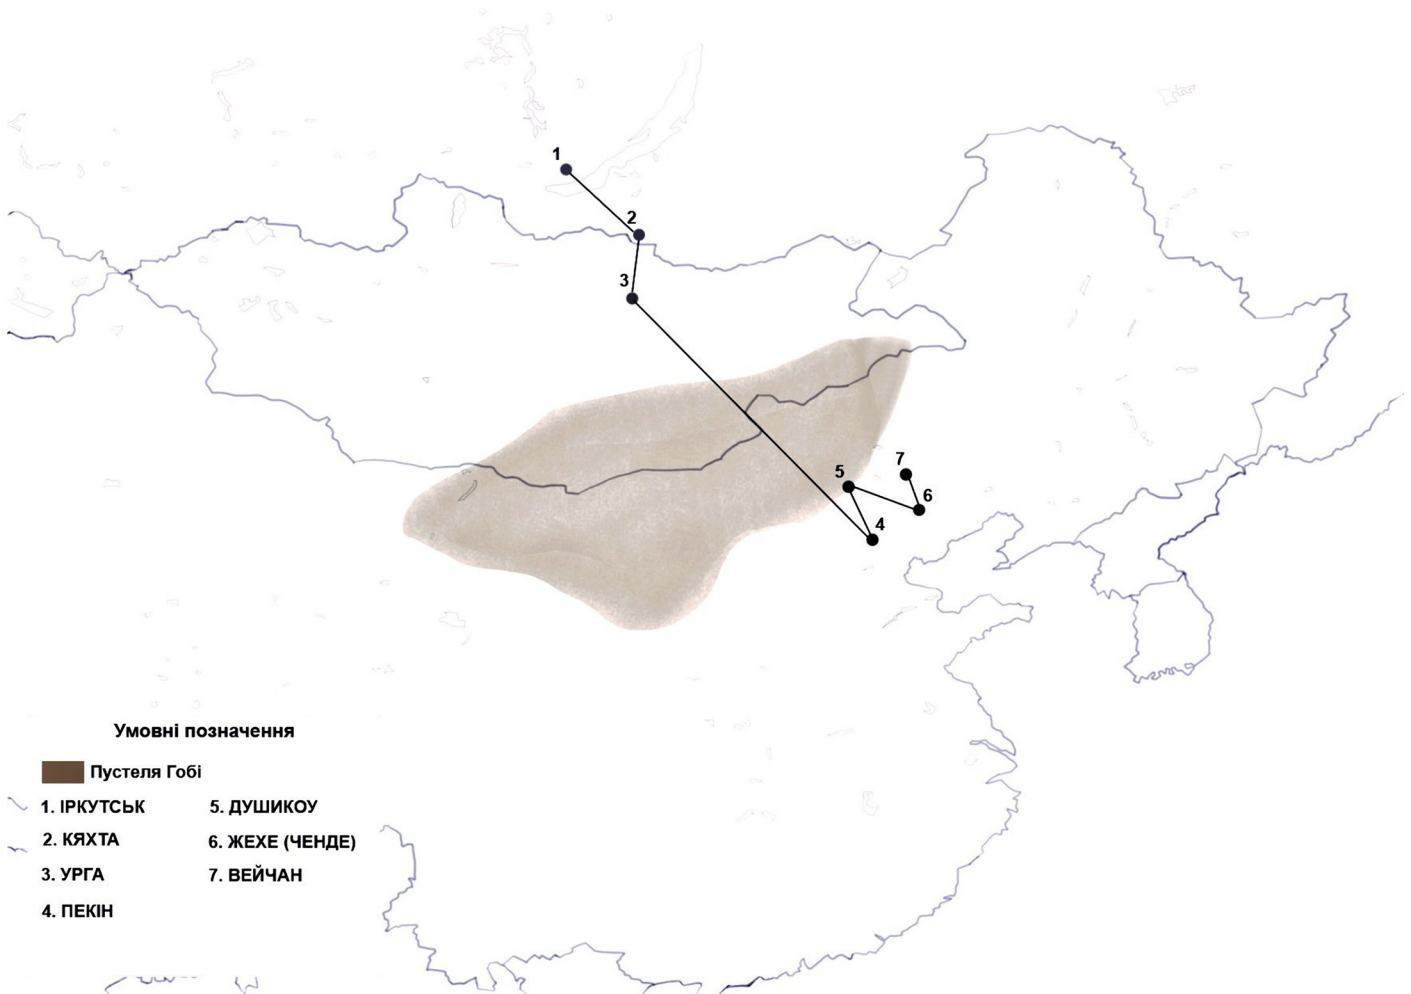 1
2
3
7
5
6
4
Умовні позначення
Пустеля Гобі
1. ІРКУТСЬК
2. КЯХТА
3. УРГА
4. ПЕКІН
5. ДУШИКОУ
6. ЖЕХЕ (ЧЕНДЕ)
7. ВЕЙЧАН